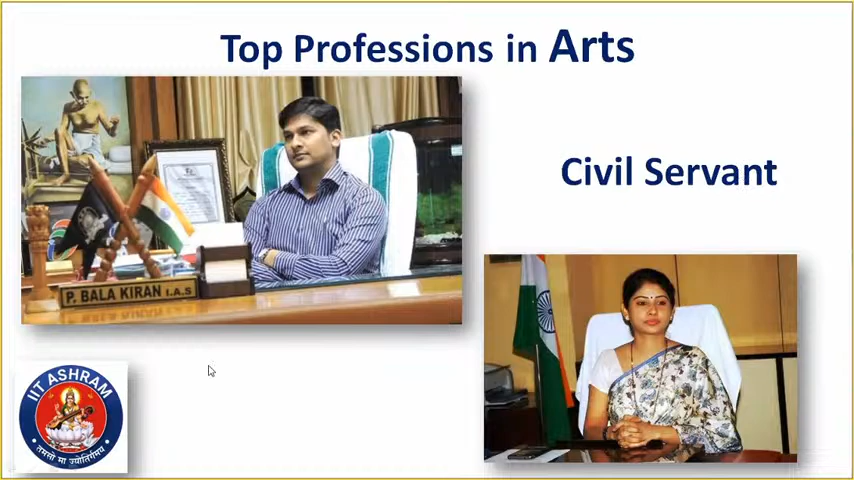 Top Professions in Arts
Civil Servant
P. BALA KIRAN I.A.S
IIT ASHRAM
तमसो मा ज्योतिर्गमय